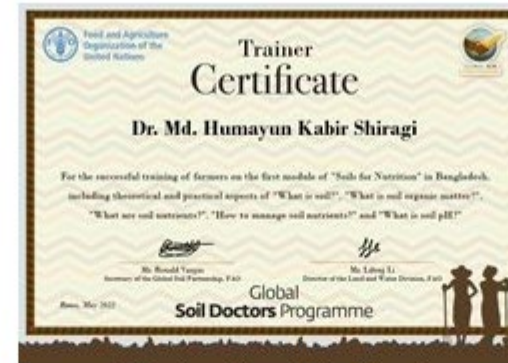 Food and Agriculture
Organization of the
United Nations
Trainer
Certificate
Dr. Md. Humayun Kabir Shiragi
For the successful training of farmers on the first module of "Soils for Nutrition" in Bangladesh,
including theoretical and practical aspects of "What is soil?", "What is soil organic matter?",
"What are soil nutrients?", "How to manage soil nutrients?" and "What is soil pH?"
Mr. Ronald Vargas
Secretary of the Global Soil Partnership, FAO
Mr. Lifeng Li
Director of the Land and Water Division, FAO
Rome, May 2022
Global
Soil Doctors Programme